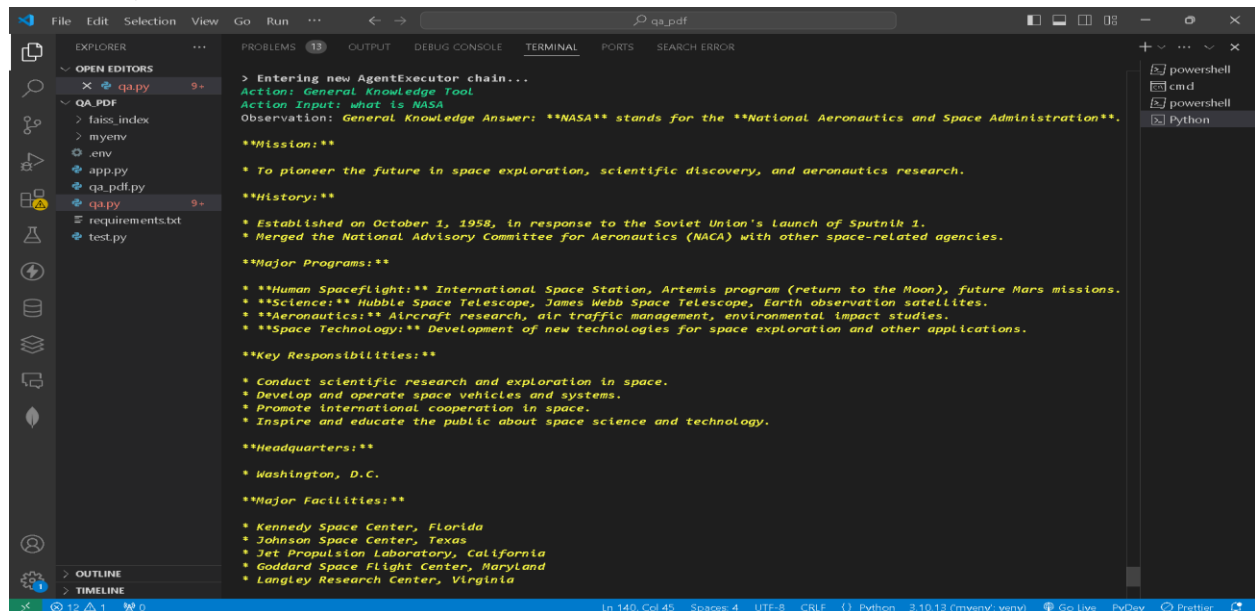 File Edit Selection View Go Run ... qa_pdf
EXPLORER ...
OPEN EDITORS
qa.py 9+
QA_PDF
faiss_index
myenv
.env
app.py
qa_pdf.py
qa.py 9+
requirements.txt
test.py
OUTLINE
TIMELINE
PROBLEMS 13 OUTPUT DEBUG CONSOLE TERMINAL PORTS SEARCH ERROR
> Entering new AgentExecutor chain...
Action: General Knowledge Tool
Action Input: what is NASA
Observation: General Knowledge Answer: **NASA** stands for the **National Aeronautics and Space Administration**.
**Mission:**
* To pioneer the future in space exploration, scientific discovery, and aeronautics research.
**History:**
* Established on October 1, 1958, in response to the Soviet Union's launch of Sputnik 1.
* Merged the National Advisory Committee for Aeronautics (NACA) with other space-related agencies.
**Major Programs:**
* **Human Spaceflight:** International Space Station, Artemis program (return to the Moon), future Mars missions.
* **Science:** Hubble Space Telescope, James Webb Space Telescope, Earth observation satellites.
* **Aeronautics:** Aircraft research, air traffic management, environmental impact studies.
* **Space Technology:** Development of new technologies for space exploration and other applications.
**Key Responsibilities:**
* Conduct scientific research and exploration in space.
* Develop and operate space vehicles and systems.
* Promote international cooperation in space.
* Inspire and educate the public about space science and technology.
**Headquarters:**
* Washington, D.C.
**Major Facilities:**
* Kennedy Space Center, Florida
* Johnson Space Center, Texas
* Jet Propulsion Laboratory, California
* Goddard Space Flight Center, Maryland
* Langley Research Center, Virginia
powershell
cmd
powershell
Python
12 1 0 Ln 140, Col 45 Spaces: 4 UTF-8 CRLF {} Python 3.10.13 ('myenv': venv) Go Live PyDev Prettier